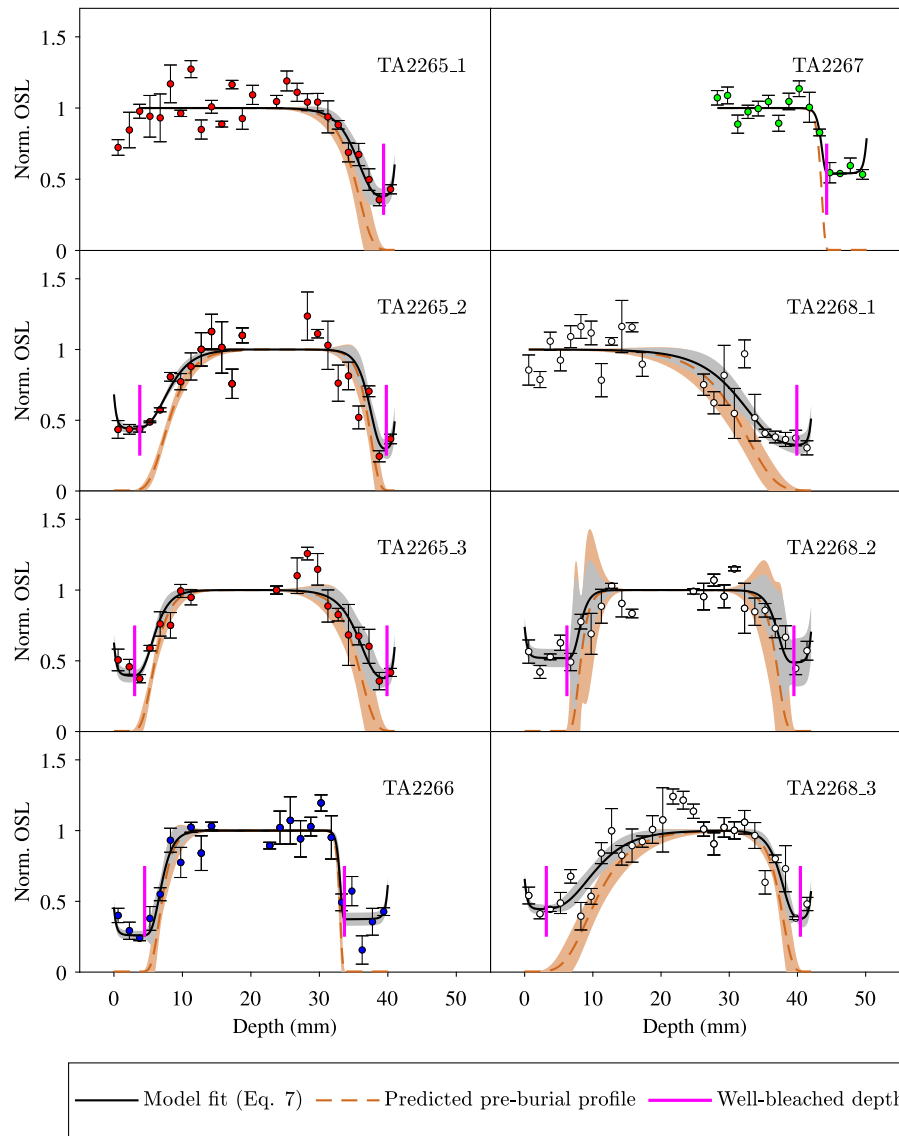 1.5
1
0.5
0
Norm. OSL
TA2265_1
TA2267
1.5
1
0.5
0
Norm. OSL
TA2265_2
TA2268_1
1.5
1
0.5
0
Norm. OSL
TA2265_3
TA2268_2
1.5
1
0.5
0
Norm. OSL
TA2266
TA2268_3
0 10 20 30 40 50 0 10 20 30 40 50
Depth (mm) Depth (mm)
Model fit (Eq. 7) Predicted pre-burial profile Well-bleached depth